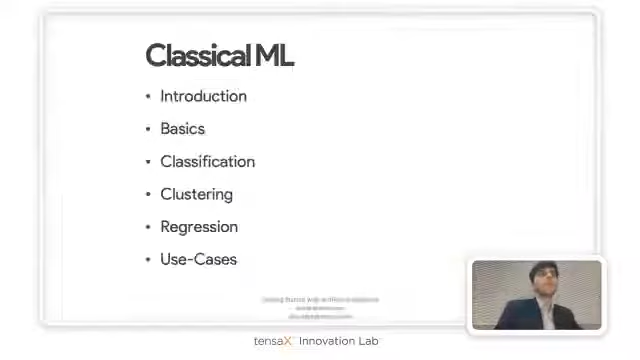 Classical ML
• Introduction
• Basics
• Classification
• Clustering
• Regression
• Use-Cases
tensaX Innovation Lab